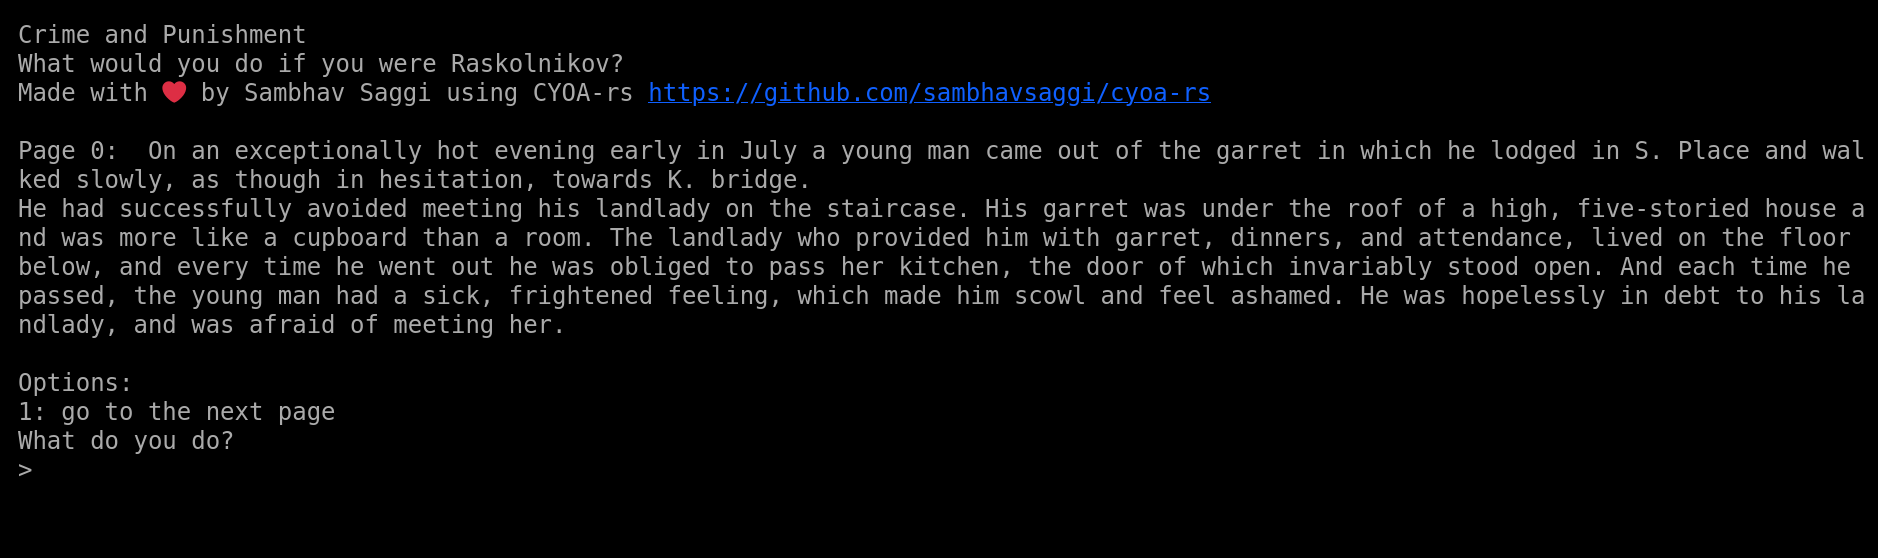 Crime and Punishment
What would you do if you were Raskolnikov?
Made with ❤️ by Sambhav Saggi using CYOA-rs https://github.com/sambhavsaggi/cyoa-rs
Page 0:  On an exceptionally hot evening early in July a young man came out of the garret in which he lodged in S. Place and wal
ked slowly, as though in hesitation, towards K. bridge.
He had successfully avoided meeting his landlady on the staircase. His garret was under the roof of a high, five-storied house a
nd was more like a cupboard than a room. The landlady who provided him with garret, dinners, and attendance, lived on the floor
below, and every time he went out he was obliged to pass her kitchen, the door of which invariably stood open. And each time he
passed, the young man had a sick, frightened feeling, which made him scowl and feel ashamed. He was hopelessly in debt to his la
ndlady, and was afraid of meeting her.
Options:
1: go to the next page
What do you do?
>